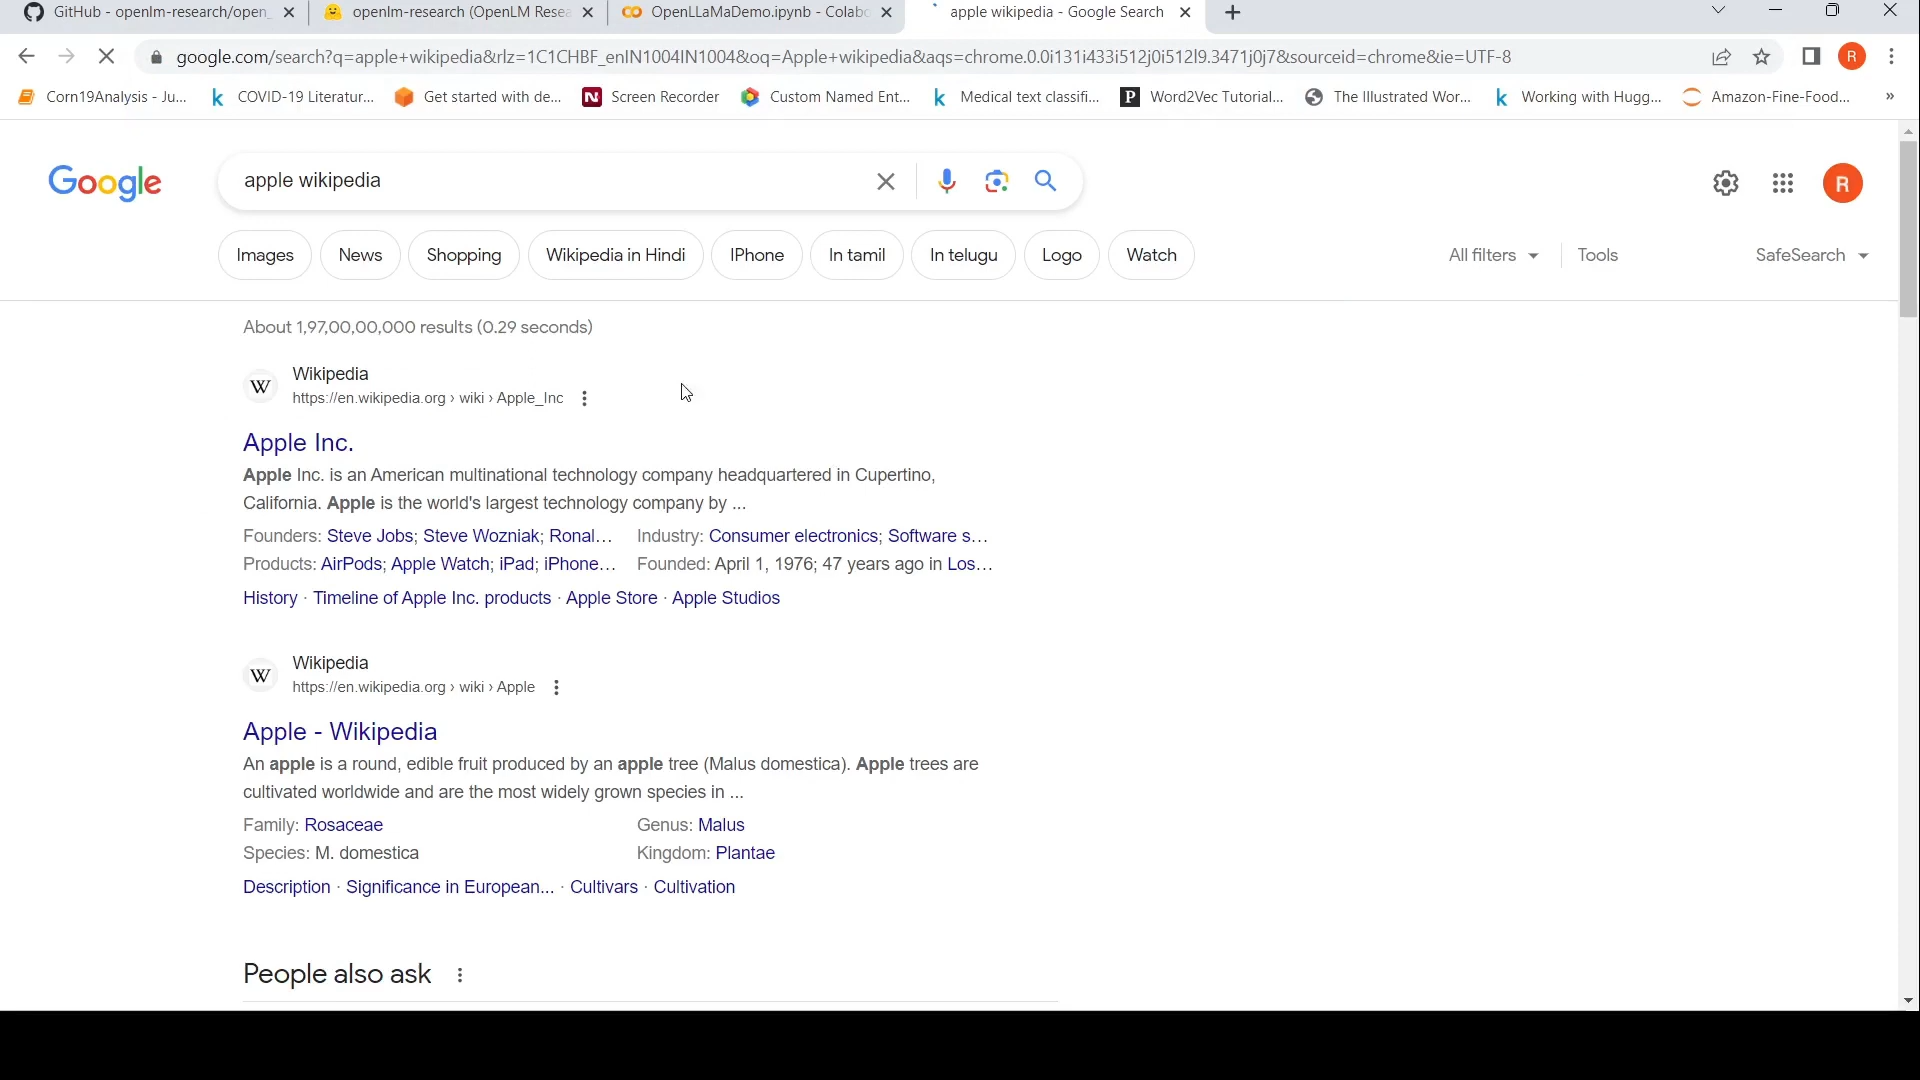 GitHub - openlm-research/open_
openlm-research (OpenLM Resea
OpenLLaMaDemo.ipynb - Colabo
apple wikipedia - Google Search
google.com/search?q=apple+wikipedia&rlz=1C1CHBF_enIN1004IN1004&oq=Apple+wikipedia&aqs=chrome.0.0i131i433i512j0i512l9.3471j0j7&sourceid=chrome&ie=UTF-8
R
Corn19Analysis - Ju...
COVID-19 Literatur...
Get started with de...
N Screen Recorder
Custom Named Ent...
k Medical text classifi...
P Word2Vec Tutorial...
The Illustrated Wor...
k Working with Hugg...
Amazon-Fine-Food...
»
Google
apple wikipedia
R
Images
News
Shopping
Wikipedia in Hindi
IPhone
In tamil
In telugu
Logo
Watch
All filters
Tools
SafeSearch
About 1,97,00,00,000 results (0.29 seconds)
W
Wikipedia
https://en.wikipedia.org › wiki › Apple_Inc
Apple Inc.
Apple Inc. is an American multinational technology company headquartered in Cupertino,
California. Apple is the world's largest technology company by ...
Founders: Steve Jobs; Steve Wozniak; Ronal... Industry: Consumer electronics; Software s...
Products: AirPods; Apple Watch; iPad; iPhone... Founded: April 1, 1976; 47 years ago in Los...
History · Timeline of Apple Inc. products · Apple Store · Apple Studios
W
Wikipedia
https://en.wikipedia.org › wiki › Apple
Apple - Wikipedia
An apple is a round, edible fruit produced by an apple tree (Malus domestica). Apple trees are
cultivated worldwide and are the most widely grown species in ...
Family: Rosaceae Genus: Malus
Species: M. domestica Kingdom: Plantae
Description · Significance in European... · Cultivars · Cultivation
People also ask